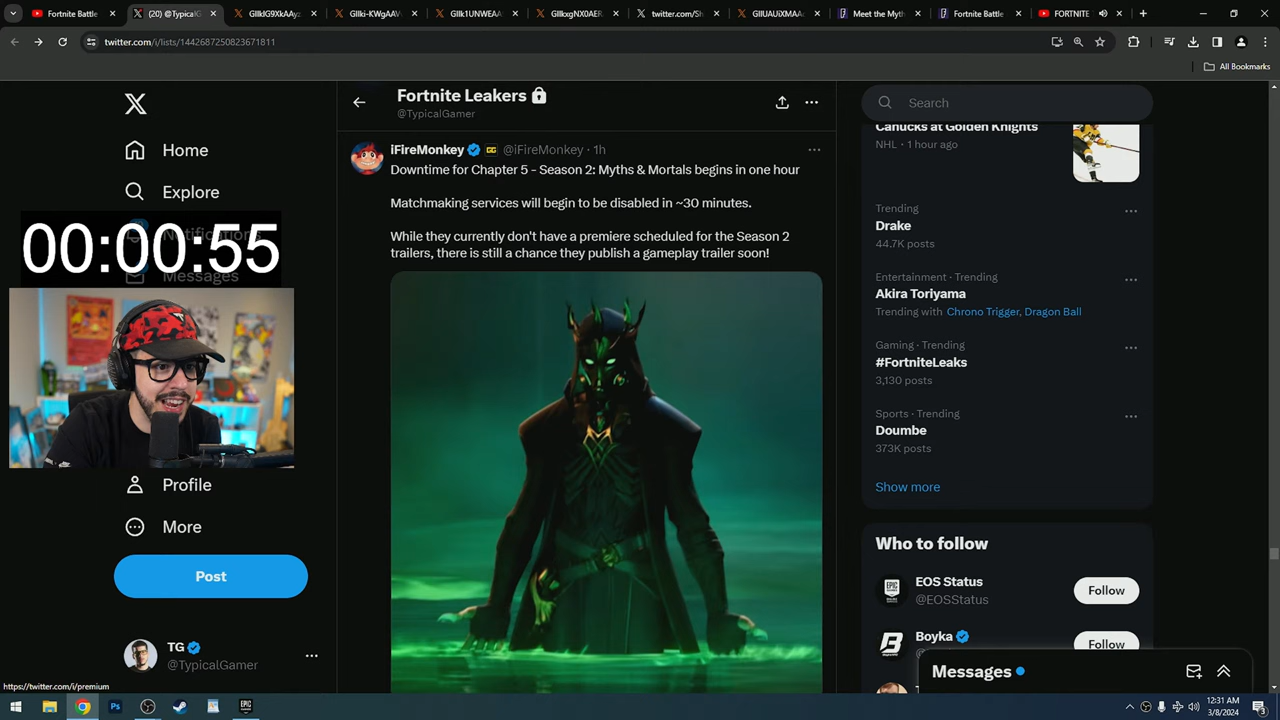 Fortnite Battle
(20) @TypicalG
GIIkIG9XkAAyz
GIIki-KWgAAV
GIIk1UNWEAA
GIIkxgNX0AER
twitter.com/Sh
GIIUAUiXMAA
Meet the Myth
Fortnite Battle
FORTNITE
twitter.com/i/lists/1442687250823671811
All Bookmarks
Fortnite Leakers
@TypicalGamer
Search
Home
Explore
Notifications
Messages
Profile
More
Post
TG
@TypicalGamer
00:00:55
iFireMonkey @iFireMonkey · 1h
Downtime for Chapter 5 - Season 2: Myths & Mortals begins in one hour
Matchmaking services will begin to be disabled in ~30 minutes.
While they currently don't have a premiere scheduled for the Season 2
trailers, there is still a chance they publish a gameplay trailer soon!
Canucks at Golden Knights
NHL · 1 hour ago
Trending
Drake
44.7K posts
Entertainment · Trending
Akira Toriyama
Trending with Chrono Trigger, Dragon Ball
Gaming · Trending
#FortniteLeaks
3,130 posts
Sports · Trending
Doumbe
373K posts
Show more
Who to follow
EOS Status
@EOSStatus
Follow
Boyka
Follow
Messages
https://twitter.com/i/premium
12:31 AM
3/8/2024